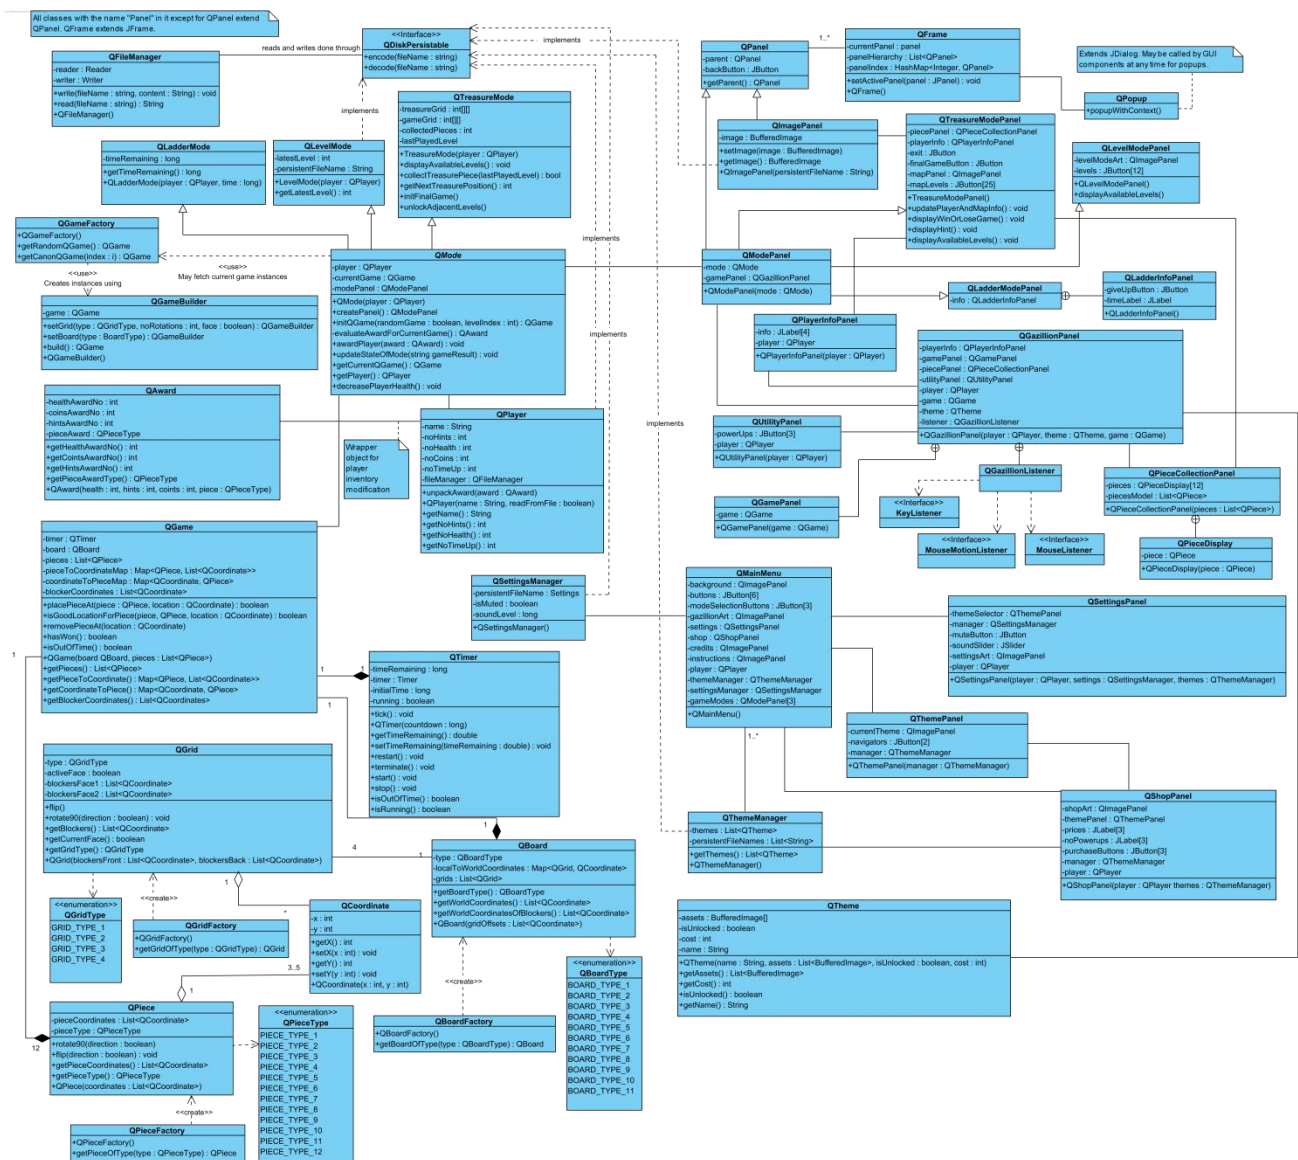 All classes with the name "Panel" in it except for QPanel extend
QPanel. QFrame extends JFrame.
QFileManager
-reader : Reader
-writer : Writer
+write(fileName : string, content : String) : void
+read(fileName : string) : String
+QFileManager()
reads and writes done through
<<Interface>>
QDiskPersistable
+encode(fileName : string)
+decode(fileName : string)
implements
implements
implements
implements
implements
QTreasureMode
-treasureGrid : int[][]
-gameGrid : int[][]
-collectedPieces : int
-lastPlayedLevel
+TreasureMode(player : QPlayer)
+displayAvailableLevels() : void
+collectTreasurePiece(lastPlayedLevel) : bool
+getNextTreasurePosition() : int
+initFinalGame()
+unlockAdjacentLevels()
QLadderMode
-timeRemaining : long
+getTimeRemaining() : long
+QLadderMode(player : QPlayer, time : long)
QLevelMode
-latestLevel : int
-persistentFileName : String
+LevelMode(player : QPlayer)
+getLatestLevel() : int
QGameFactory
+QGameFactory()
+getRandomQGame() : QGame
+getCanonQGame(index : i) : QGame
<<use>>
Creates instances using
<<use>>
May fetch current game instances
QMode
-player : QPlayer
-currentGame : QGame
-modePanel : QModePanel
+QMode(player : QPlayer)
+createPanel() : QModePanel
+initQGame(randomGame : boolean, levelIndex : int) : QGame
-evaluateAwardForCurrentGame() : QAward
+awardPlayer(award : QAward) : void
+updateStateOfMode(string gameResult) : void
+getCurrentQGame() : QGame
+getPlayer() : QPlayer
+decreasePlayerHealth() : void
QGameBuilder
-game : QGame
+setGrid(type : QGridType, noRotations : int, face : boolean) : QGameBuilder
+setBoard(type : BoardType) : QGameBuilder
+build() : QGame
+QGameBuilder()
QAward
-healthAwardNo : int
-coinsAwardNo : int
-hintsAwardNo : int
-pieceAward : QPieceType
+getHealthAwardNo() : int
+getCointsAwardNo() : int
+getHintsAwardNo() : int
+getPieceAwardType() : QPieceType
+QAward(health : int, hints : int, coints : int, piece : QPieceType)
Wrapper
object for
player
inventory
modification
QPlayer
-name : String
-noHints : int
-noHealth : int
-noCoins : int
-noTimeUp : int
-fileManager : QFileManager
+unpackAward(award : QAward)
+QPlayer(name : String, readFromFile : boolean)
+getName() : String
+getNoHints() : int
+getNoHealth() : int
+getNoTimeUp() : int
QGame
-timer : QTimer
-board : QBoard
-pieces : List<QPiece>
-pieceToCoordinateMap : Map<QPiece, List<QCoordinate>>
-coordinateToPieceMap : Map<QCoordinate, QPiece>
-blockerCoordinates : List<QCoordinate>
+placePieceAt(piece : QPiece, location : QCoordinate) : boolean
+isGoodLocationForPiece(piece, QPiece, location : QCoordinate) : boolean
+removePieceAt(location : QCoordinate)
+hasWon() : boolean
+isOutOfTime() : boolean
+QGame(board QBoard, pieces : List<QPiece>)
+getPieces() : List<QPiece>
+getPieceToCoordinate() : Map<QPiece, List<QCoordinate>>
+getCoordinateToPiece() : Map<QCoordinate, QPiece>
+getBlockerCoordinates() : List<QCoordinates>
1
1
1
1
QSettingsManager
-persistentFileName : Settings
-isMuted : boolean
-soundLevel : long
+QSettingsManager()
QTimer
-timeRemaining : long
-timer : Timer
-initialTime : long
-running : boolean
+tick() : void
+QTimer(countdown : long)
+getTimeRemaining() : double
+setTimeRemaining(timeRemaining : double) : void
+restart() : void
+terminate() : void
+start() : void
+stop() : void
+isOutOfTime() : boolean
+isRunning() : boolean
QGrid
-type : QGridType
-activeFace : boolean
-blockersFace1 : List<QCoordinate>
-blockersFace2 : List<QCoordinate>
+flip()
+rotate90(direction : boolean) : void
+getBlockers() : List<QCoordinate>
+getCurrentFace() : boolean
+getGridType() : QGridType
+QGrid(blockersFront : List<QCoordinate>, blockersBack : List<QCoordinate>)
4
1
1
1
*
<<create>>
<<enumeration>>
QGridType
GRID_TYPE_1
GRID_TYPE_2
GRID_TYPE_3
GRID_TYPE_4
QGridFactory
+QGridFactory()
+getGridOfType(type : QGridType) : QGrid
QCoordinate
-x : int
-y : int
+getX() : int
+setX(x : int) : void
+getY() : int
+setY(y : int) : void
+QCoordinate(x : int, y : int)
QBoard
-type : QBoardType
-localToWorldCoordinates : Map<QGrid, QCoordinate>
-grids : List<QGrid>
+getBoardType() : QBoardType
+getWorldCoordinates() : List<QCoordinate>
+getWorldCoordinatesOfBlockers() : List<QCoordinate>
+QBoard(gridOffsets : List<QCoordinate>)
<<create>>
QBoardFactory
+QBoardFactory()
+getBoardOfType(type : QBoardType) : QBoard
<<enumeration>>
QBoardType
BOARD_TYPE_1
BOARD_TYPE_2
BOARD_TYPE_3
BOARD_TYPE_4
BOARD_TYPE_5
BOARD_TYPE_6
BOARD_TYPE_7
BOARD_TYPE_8
BOARD_TYPE_9
BOARD_TYPE_10
BOARD_TYPE_11
3..5
1
12
QPiece
-pieceCoordinates : List<QCoordinate>
-pieceType : QPieceType
+rotate90(direction : boolean)
+flip(direction : boolean) : void
+getPieceCoordinates() : List<QCoordinate>
+getPieceType() : QPieceType
+QPiece(coordinates : List<QCoordinate>)
<<create>>
QPieceFactory
+QPieceFactory()
+getPieceOfType(type : QPieceType) : QPiece
<<enumeration>>
QPieceType
PIECE_TYPE_1
PIECE_TYPE_2
PIECE_TYPE_3
PIECE_TYPE_4
PIECE_TYPE_5
PIECE_TYPE_6
PIECE_TYPE_7
PIECE_TYPE_8
PIECE_TYPE_9
PIECE_TYPE_10
PIECE_TYPE_11
PIECE_TYPE_12
QPanel
-parent : QPanel
-backButton : JButton
+getParent() : QPanel
1..*
QFrame
-currentPanel : panel
-panelHierarchy : List<QPanel>
-panelIndex : HashMap<Integer, QPanel>
+setActivePanel(panel : JPanel) : void
+QFrame()
Extends JDialog. May be called by GUI
components at any time for popups.
QPopup
+popupWithContext()
QImagePanel
-image : BufferedImage
+setImage(image : BufferedImage)
+getImage() : BufferedImage
+QImagePanel(persistentFileName : String)
QTreasureModePanel
-piecePanel : QPieceCollectionPanel
-playerInfo : QPlayerInfoPanel
-exit : JButton
-finalGameButton : JButton
-mapPanel : QImagePanel
-mapLevels : JButton[25]
+TreasureModePanel()
+updatePlayerAndMapInfo() : void
+displayWinOrLoseGame() : void
+displayHint() : void
+displayAvailableLevels() : void
QLevelModePanel
-levelModeArt : QImagePanel
-levels : JButton[12]
+QLevelModePanel()
+displayAvailableLevels()
QModePanel
-mode : QMode
-gamePanel : QGazillionPanel
+QModePanel(mode : QMode)
QLadderModePanel
-info : QLadderInfoPanel
QLadderInfoPanel
-giveUpButton : JButton
-timeLabel : JLabel
+QLadderInfoPanel()
QPlayerInfoPanel
-info : JLabel[4]
-player : QPlayer
+QPlayerInfoPanel(player : QPlayer)
QGazillionPanel
-playerInfo : QPlayerInfoPanel
-gamePanel : QGamePanel
-piecePanel : QPieceCollectionPanel
-utilityPanel : QUtilityPanel
-player : QPlayer
-game : QGame
-theme : QTheme
-listener : QGazillionListener
+QGazillionPanel(player : QPlayer, theme : QTheme, game : QGame)
QUtilityPanel
-powerUps : JButton[3]
-player : QPlayer
+QUtilityPanel(player : QPlayer)
QGamePanel
-game : QGame
+QGamePanel(game : QGame)
QGazillionListener
<<Interface>>
KeyListener
<<Interface>>
MouseMotionListener
<<Interface>>
MouseListener
QPieceCollectionPanel
-pieces : QPieceDisplay[12]
-piecesModel : List<QPiece>
+QPieceCollectionPanel(pieces : List<QPiece>)
QPieceDisplay
-piece : QPiece
+QPieceDisplay(piece : QPiece)
QMainMenu
-background : QImagePanel
-buttons : JButton[6]
-modeSelectionButtons : JButton[3]
-gazillionArt : QImagePanel
-settings : QSettingsPanel
-shop : QShopPanel
-credits : QImagePanel
-instructions : QImagePanel
-player : QPlayer
-themeManager : QThemeManager
-settingsManager : QSettingsManager
-gameModes : QModePanel[3]
+QMainMenu()
1..*
QSettingsPanel
-themeSelector : QThemePanel
-manager : QSettingsManager
-muteButton : JButton
-soundSlider : JSlider
-settingsArt : QImagePanel
-player : QPlayer
+QSettingsPanel(player : QPlayer, settings : QSettingsManager, themes : QThemeManager)
QThemePanel
-currentTheme : QImagePanel
-navigators : JButton[2]
-manager : QThemeManager
+QThemePanel(manager : QThemeManager)
QThemeManager
-themes : List<QTheme>
-persistentFileNames : List<String>
+getThemes() : List<QTheme>
+QThemeManager()
QShopPanel
-shopArt : QImagePanel
-themePanel : QThemePanel
-prices : JLabel[3]
-noPowerups : JLabel[3]
-purchaseButtons : JButton[3]
-manager : QThemeManager
-player : QPlayer
+QShopPanel(player : QPlayer themes : QThemeManager)
QTheme
-assets : BufferedImage[]
-isUnlocked : boolean
-cost : int
-name : String
+QTheme(name : String, assets : List<BufferedImage>, isUnlocked : boolean, cost : int)
+getAssets() : List<BufferedImage>
+getCost() : int
+isUnlocked() : boolean
+getName() : String